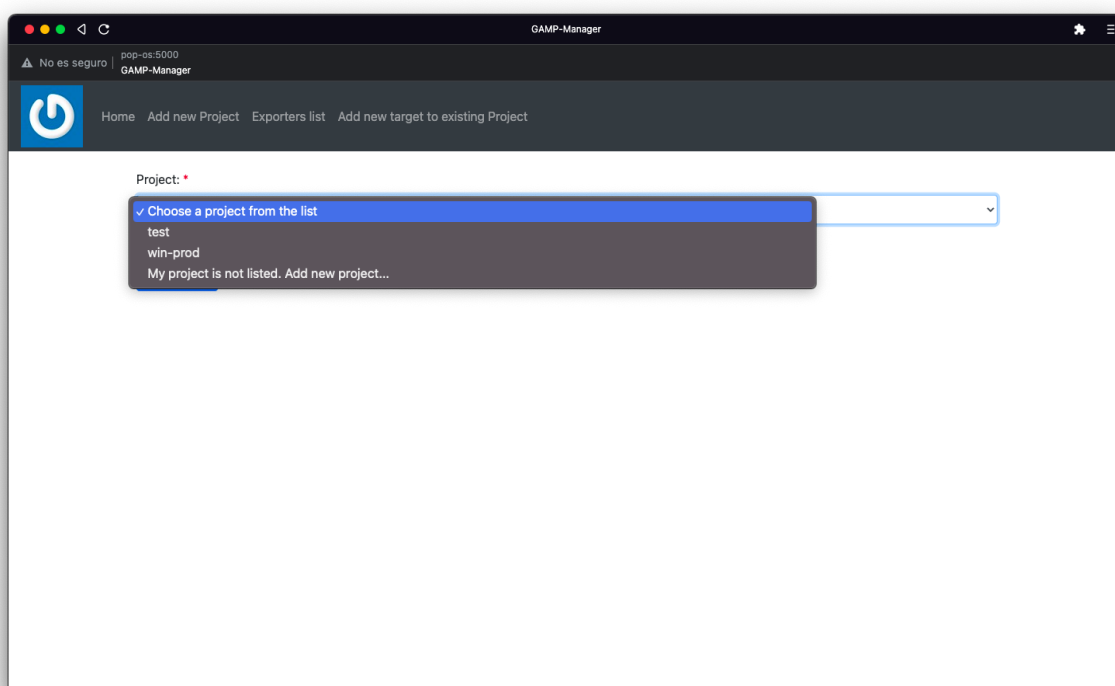 GAMP-Manager
No es seguro
pop-os:5000
GAMP-Manager
Home Add new Project Exporters list Add new target to existing Project
Project: *
✓ Choose a project from the list
test
win-prod
My project is not listed. Add new project...